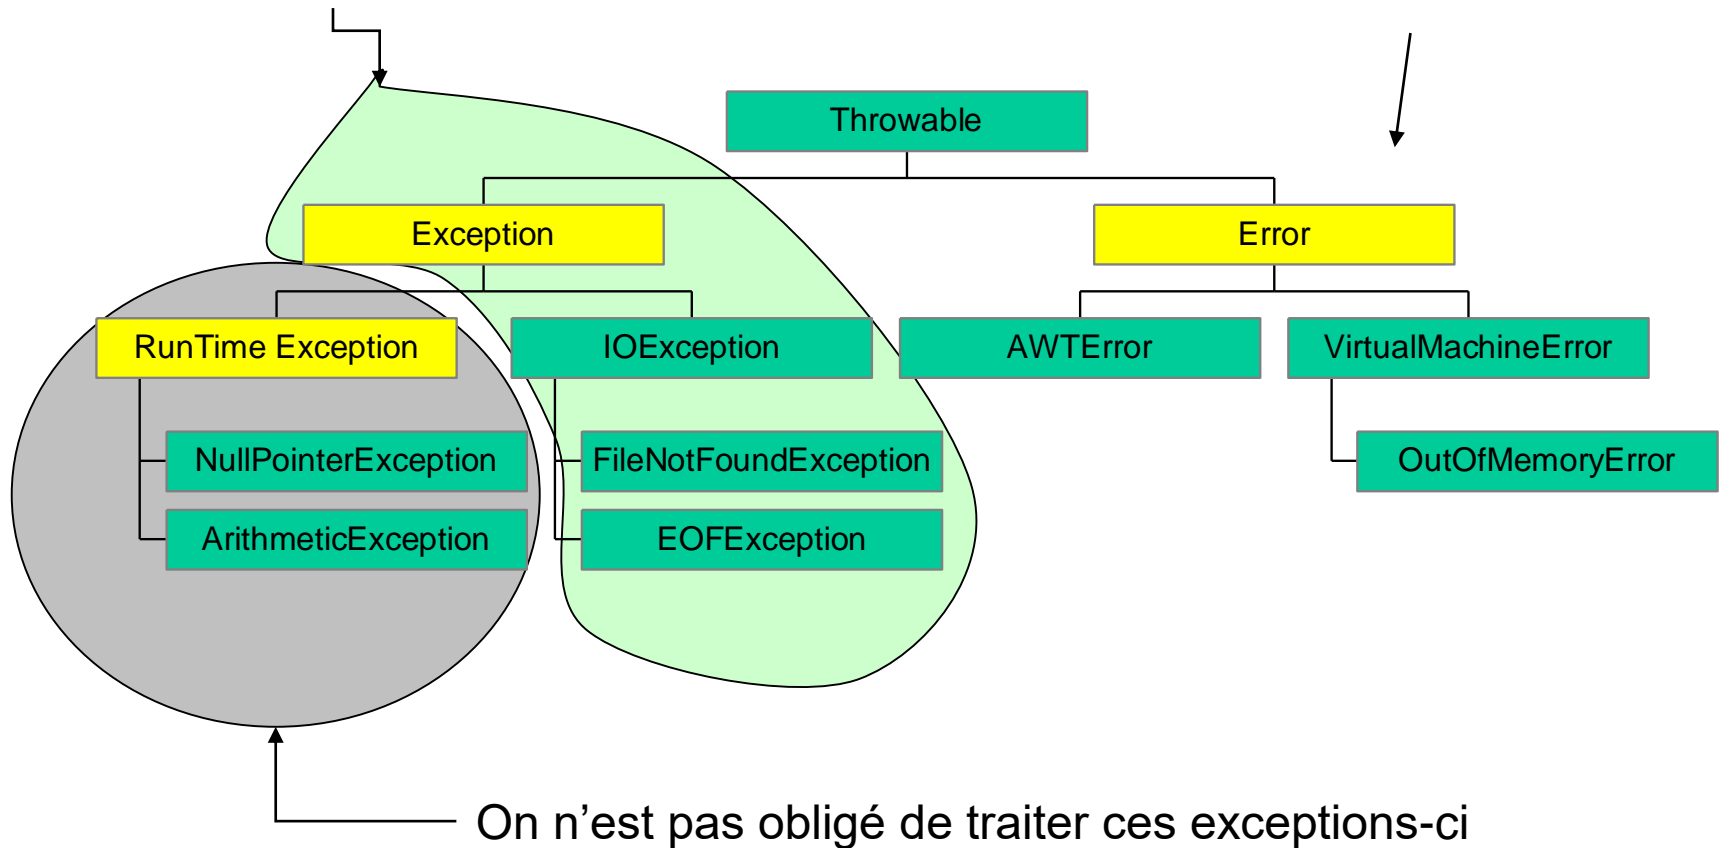 Throwable
Exception
Error
RunTime Exception
IOException
AWTError
VirtualMachineError
NullPointerException
FileNotFoundException
OutOfMemoryError
ArithmeticException
EOFException
On n’est pas obligé de traiter ces exceptions-ci